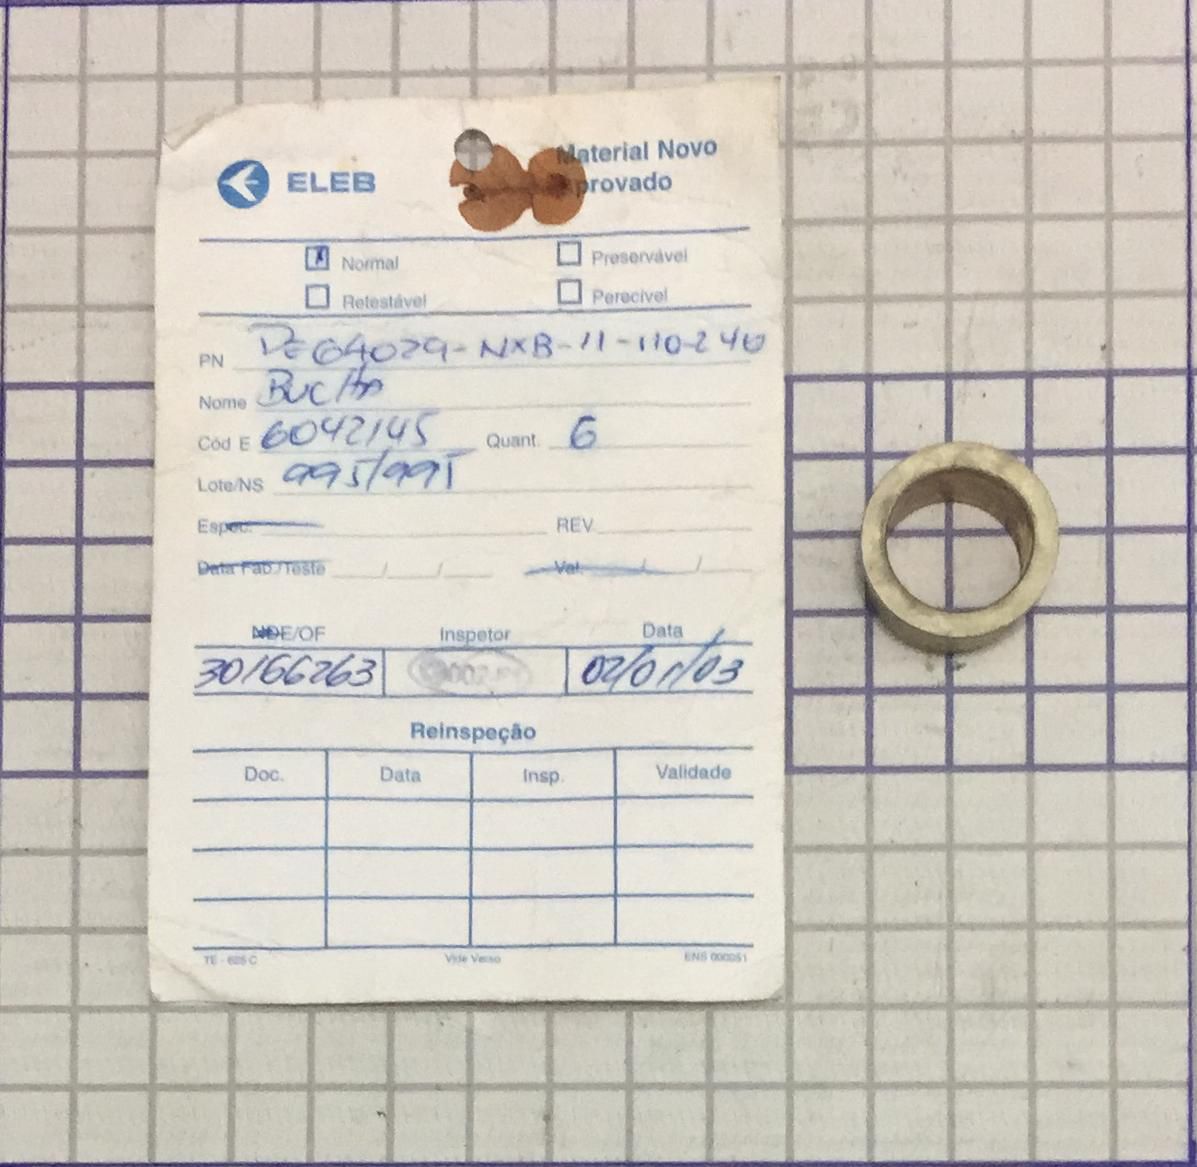 ELEB
Material Novo
Aprovado
Normal
Preservável
Retestável
Perecível
PN DE64029-NXB-11-110-240
Nome Bucha
Cód E 6042145 Quant. 6
Lote/NS 995/995
Espec. REV
Data Fab./Teste / / Val. / /
NDE/OF Inspetor Data
30166263 02/01/03
Reinspeção
Doc. Data Insp. Validade
TE - 625 C Vide Verso ENS 000051